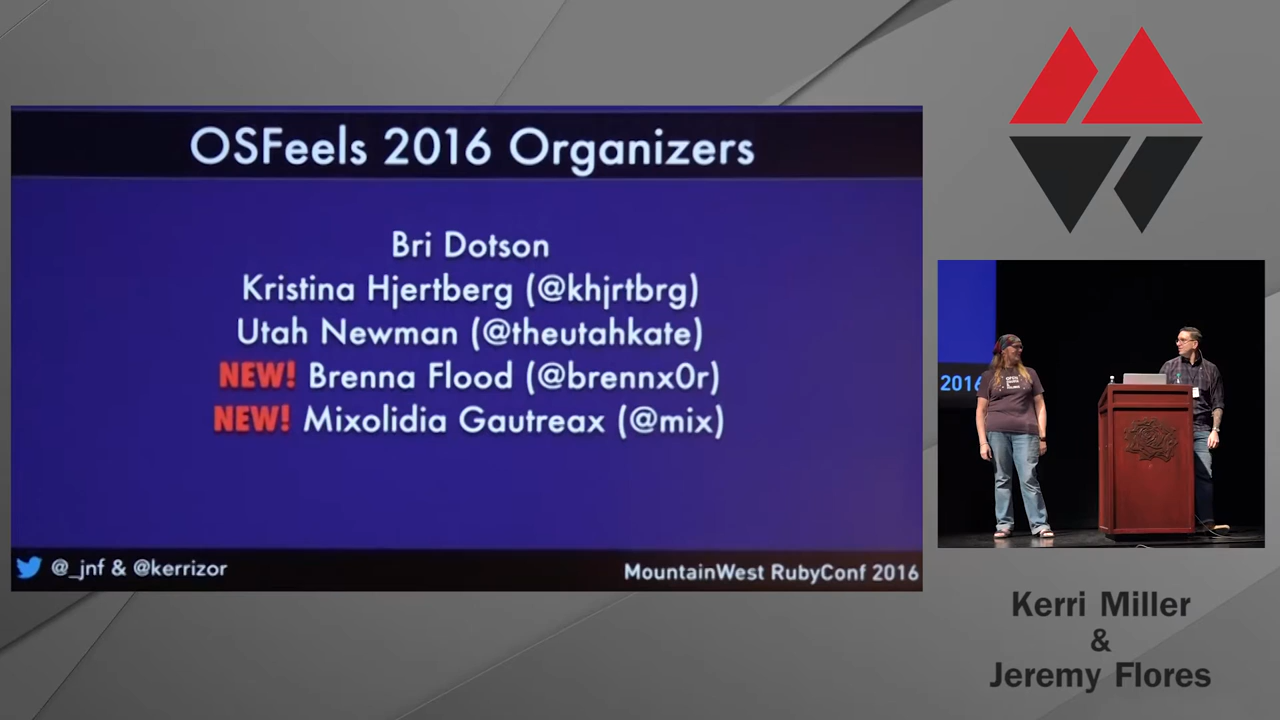 OSFeels 2016 Organizers
Bri Dotson
Kristina Hjertberg (@khjrtbrg)
Utah Newman (@theutahkate)
NEW! Brenna Flood (@brennx0r)
NEW! Mixolidia Gautreax (@mix)
@_jnf & @kerrizor
MountainWest RubyConf 2016
2016
Kerri Miller
&
Jeremy Flores